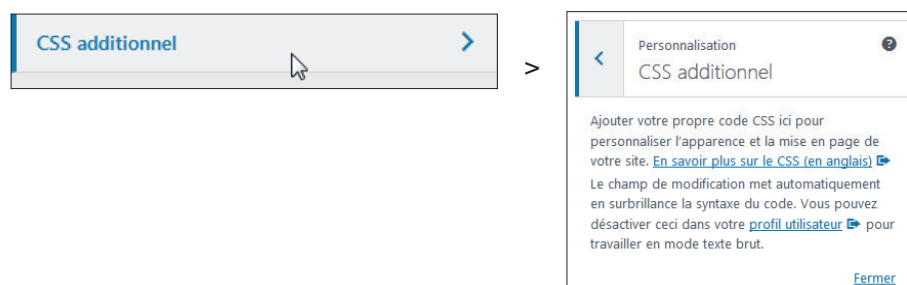 CSS additionnel
>
Personnalisation
CSS additionnel
Ajouter votre propre code CSS ici pour
personnaliser l'apparence et la mise en page de
votre site. En savoir plus sur le CSS (en anglais)
Le champ de modification met automatiquement
en surbrillance la syntaxe du code. Vous pouvez
désactiver ceci dans votre profil utilisateur pour
travailler en mode texte brut.
Fermer